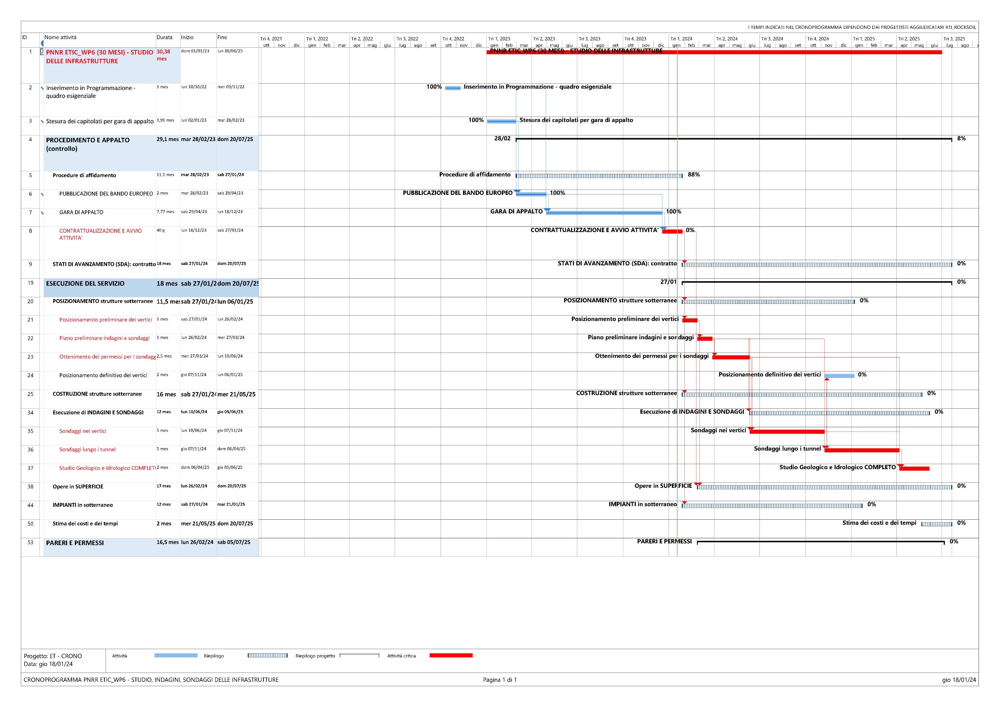 I TEMPI INDICATI NEL CRONOPROGRAMMA DIPENDONO DAI PROGETTISTI AGGIUDICATARI RTI_ROCKSOIL
ID Nome attività Durata Inizio Fine Tri 4, 2021 Tri 1, 2022 Tri 2, 2022 Tri 3, 2022 Tri 4, 2022 Tri 1, 2023 Tri 2, 2023 Tri 3, 2023 Tri 4, 2023 Tri 1, 2024 Tri 2, 2024 Tri 3, 2024 Tri 4, 2024 Tri 1, 2025 Tri 2, 2025 Tri 3, 2025
ott nov dic gen feb mar apr mag giu lug ago set ott nov dic gen feb mar apr mag giu lug ago set ott nov dic gen feb mar apr mag giu lug ago set ott nov dic gen feb mar apr mag giu lug ago s
1 PNNR ETIC_WP6 (30 MESI) - STUDIO 30,38 dom 01/01/23 lun 30/06/25 PNNR ETIC_WP6 (30 MESI) - STUDIO DELLE INFRASTRUTTURE
DELLE INFRASTRUTTURE mes
2 Inserimento in Programmazione - 1 mes lun 10/10/22 mer 09/11/22 100% Inserimento in Programmazione - quadro esigenziale
quadro esigenziale
3 Stesura dei capitolati per gara di appalto 1,91 mes lun 02/01/23 mar 28/02/23 100% Stesura dei capitolati per gara di appalto
4 PROCEDIMENTO E APPALTO 29,1 mes mar 28/02/23 dom 20/07/25 28/02 8%
(controllo)
5 Procedure di affidamento 11,1 mes mar 28/02/23 sab 27/01/24 Procedure di affidamento 88%
6 PUBBLICAZIONE DEL BANDO EUROPEO 2 mes mar 28/02/23 sab 29/04/23 PUBBLICAZIONE DEL BANDO EUROPEO 100%
7 GARA DI APPALTO 7,77 mes sab 29/04/23 lun 18/12/23 GARA DI APPALTO 100%
8 CONTRATTUALIZZAZIONE E AVVIO 40 g lun 18/12/23 sab 27/01/24 CONTRATTUALIZZAZIONE E AVVIO ATTIVITA' 0%
ATTIVITA'
9 STATI DI AVANZAMENTO (SDA): contratto 18 mes sab 27/01/24 dom 20/07/25 STATI DI AVANZAMENTO (SDA): contratto 0%
19 ESECUZIONE DEL SERVIZIO 18 mes sab 27/01/2 dom 20/07/25 27/01 0%
20 POSIZIONAMENTO strutture sotterranee 11,5 mes sab 27/01/24 lun 06/01/25 POSIZIONAMENTO strutture sotterranee 0%
21 Posizionamento preliminare dei vertici 1 mes sab 27/01/24 lun 26/02/24 Posizionamento preliminare dei vertici
22 Piano preliminare indagini e sondaggi 1 mes lun 26/02/24 mer 27/03/24 Piano preliminare indagini e sondaggi
23 Ottenimento dei permessi per i sondagg 2,5 mes mer 27/03/24 lun 10/06/24 Ottenimento dei permessi per i sondaggi
24 Posizionamento definitivo dei vertici 2 mes gio 07/11/24 lun 06/01/25 Posizionamento definitivo dei vertici 0%
25 COSTRUZIONE strutture sotterranee 16 mes sab 27/01/24 mer 21/05/25 COSTRUZIONE strutture sotterranee 0%
34 Esecuzione di INDAGINI E SONDAGGI 12 mes lun 10/06/24 gio 05/06/25 Esecuzione di INDAGINI E SONDAGGI 0%
35 Sondaggi nei vertici 5 mes lun 10/06/24 gio 07/11/24 Sondaggi nei vertici
36 Sondaggi lungo i tunnel 5 mes gio 07/11/24 dom 06/04/25 Sondaggi lungo i tunnel
37 Studio Geologico e Idrologico COMPLET 2 mes dom 06/04/25 gio 05/06/25 Studio Geologico e Idrologico COMPLETO
38 Opere in SUPERFICIE 17 mes lun 26/02/24 dom 20/07/25 Opere in SUPERFICIE 0%
44 IMPIANTI in sotterraneo 12 mes sab 27/01/24 mar 21/01/25 IMPIANTI in sotterraneo 0%
50 Stima dei costi e dei tempi 2 mes mer 21/05/25 dom 20/07/25 Stima dei costi e dei tempi 0%
53 PARERI E PERMESSI 16,5 mes lun 26/02/24 sab 05/07/25 PARERI E PERMESSI 0%
Progetto: ET - CRONO
Data: gio 18/01/24
Attività Riepilogo Riepilogo progetto Attività critica
CRONOPROGRAMMA PNRR ETIC_WP6 - STUDIO, INDAGINI, SONDAGGI DELLE INFRASTRUTTURE Pagina 1 di 1 gio 18/01/24